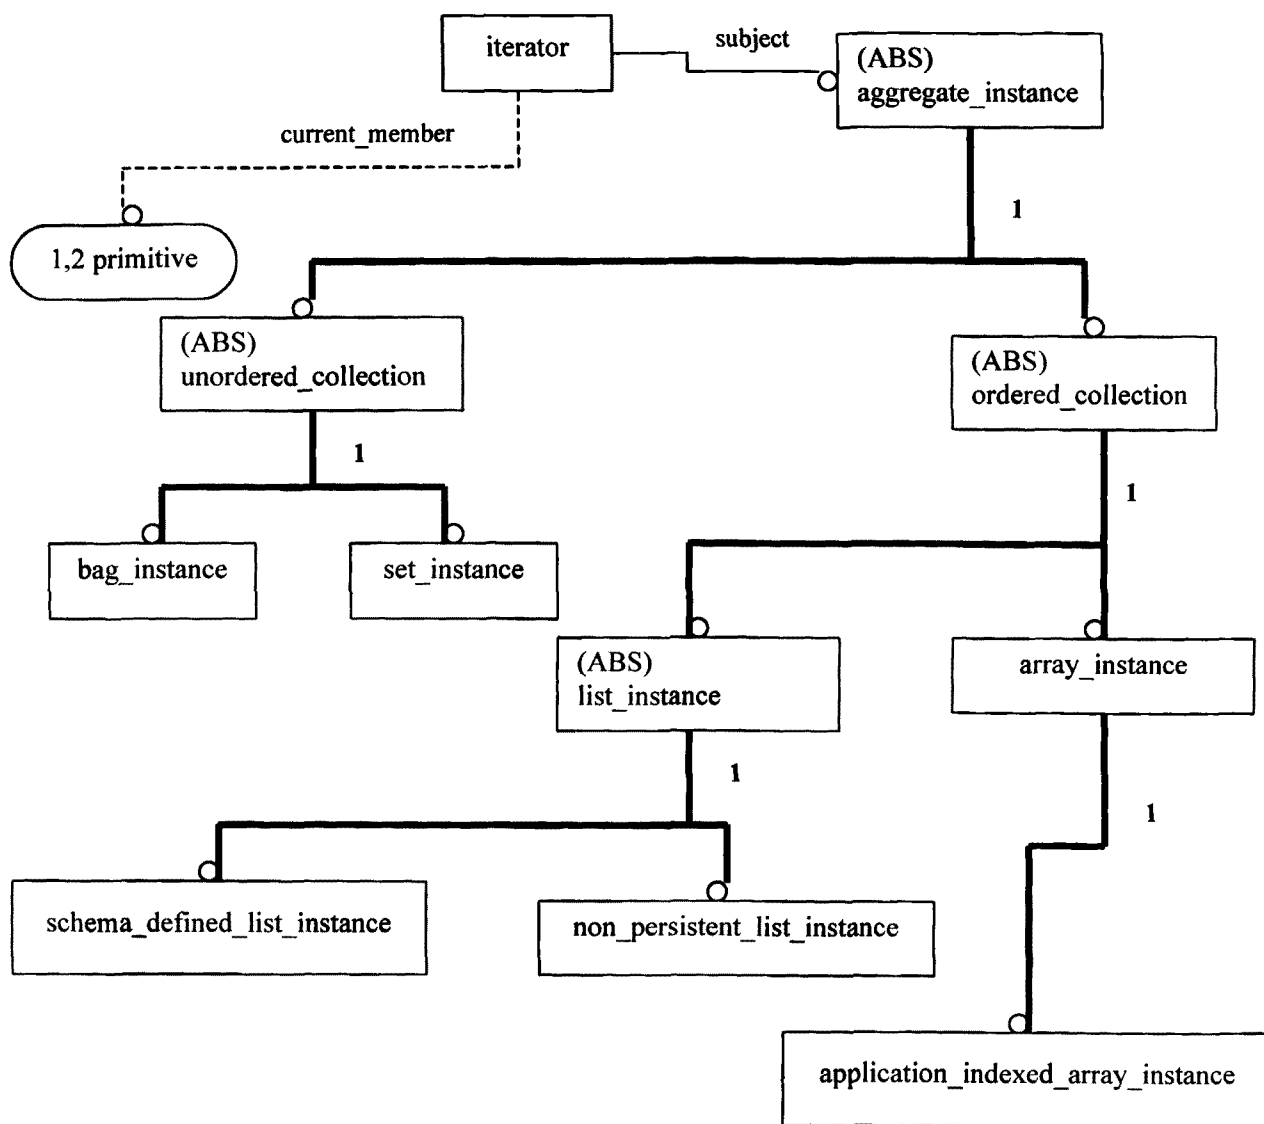 iterator
subject
(ABS)
aggregate_instance
current_member
1
1,2 primitive
(ABS)
unordered_collection
(ABS)
ordered_collection
1
1
bag_instance
set_instance
(ABS)
list_instance
array_instance
1
1
schema_defined_list_instance
non_persistent_list_instance
application_indexed_array_instance